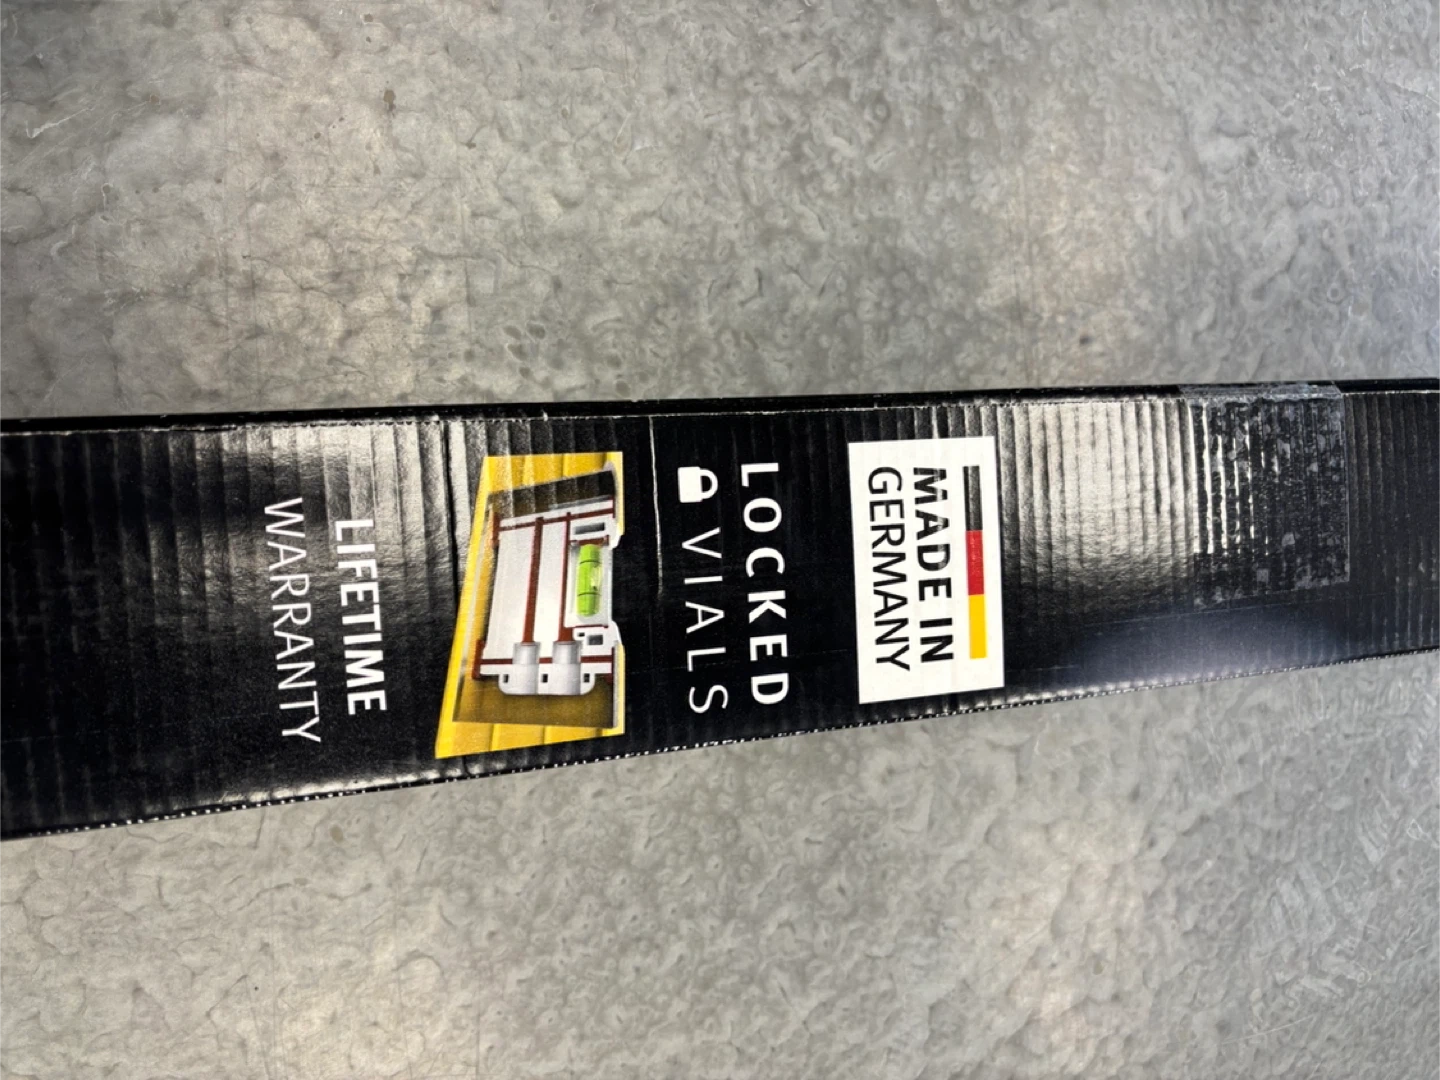 MADE IN
GERMANY
LOCKED
VIALS
LIFETIME
WARRANTY